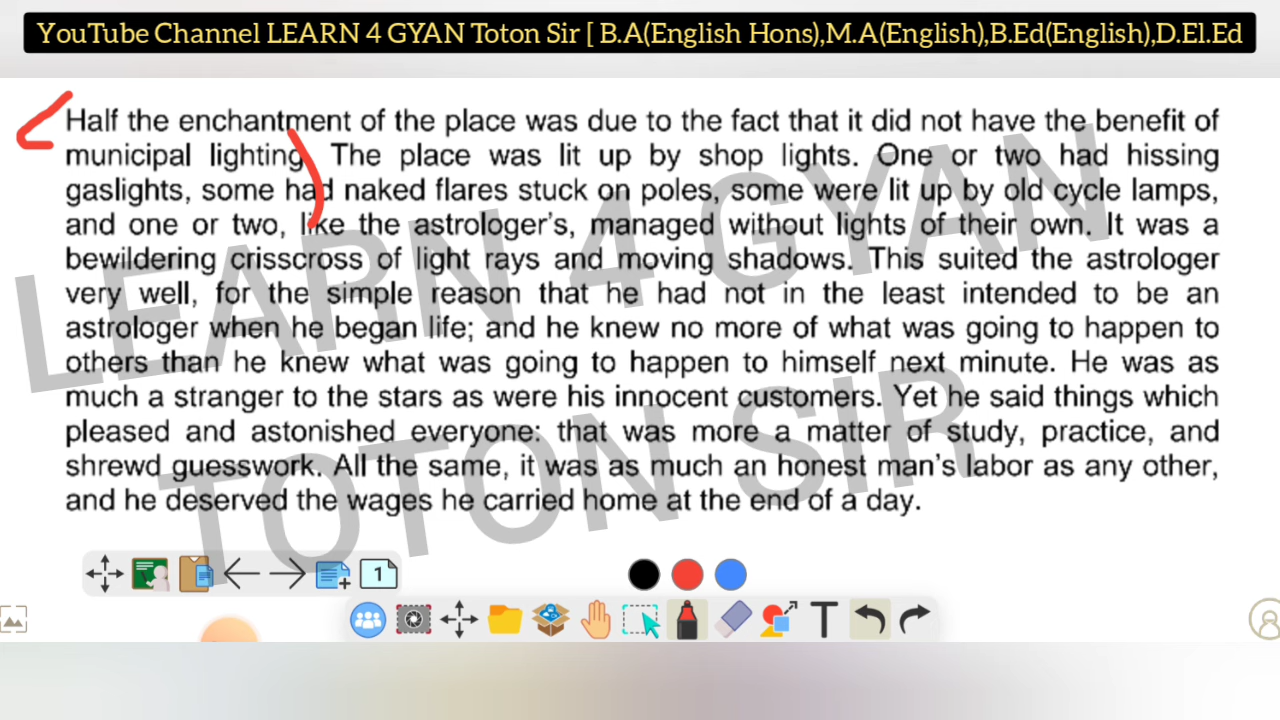 YouTube Channel LEARN 4 GYAN Toton Sir [ B.A(English Hons),M.A(English),B.Ed(English),D.El.Ed
Half the enchantment of the place was due to the fact that it did not have the benefit of
municipal lighting. The place was lit up by shop lights. One or two had hissing
gaslights, some had naked flares stuck on poles, some were lit up by old cycle lamps,
and one or two, like the astrologer's, managed without lights of their own. It was a
bewildering crisscross of light rays and moving shadows. This suited the astrologer
very well, for the simple reason that he had not in the least intended to be an
astrologer when he began life; and he knew no more of what was going to happen to
others than he knew what was going to happen to himself next minute. He was as
much a stranger to the stars as were his innocent customers. Yet he said things which
pleased and astonished everyone: that was more a matter of study, practice, and
shrewd guesswork. All the same, it was as much an honest man's labor as any other,
and he deserved the wages he carried home at the end of a day.
LEARN 4 GYAN
TOTON SIR
1
T